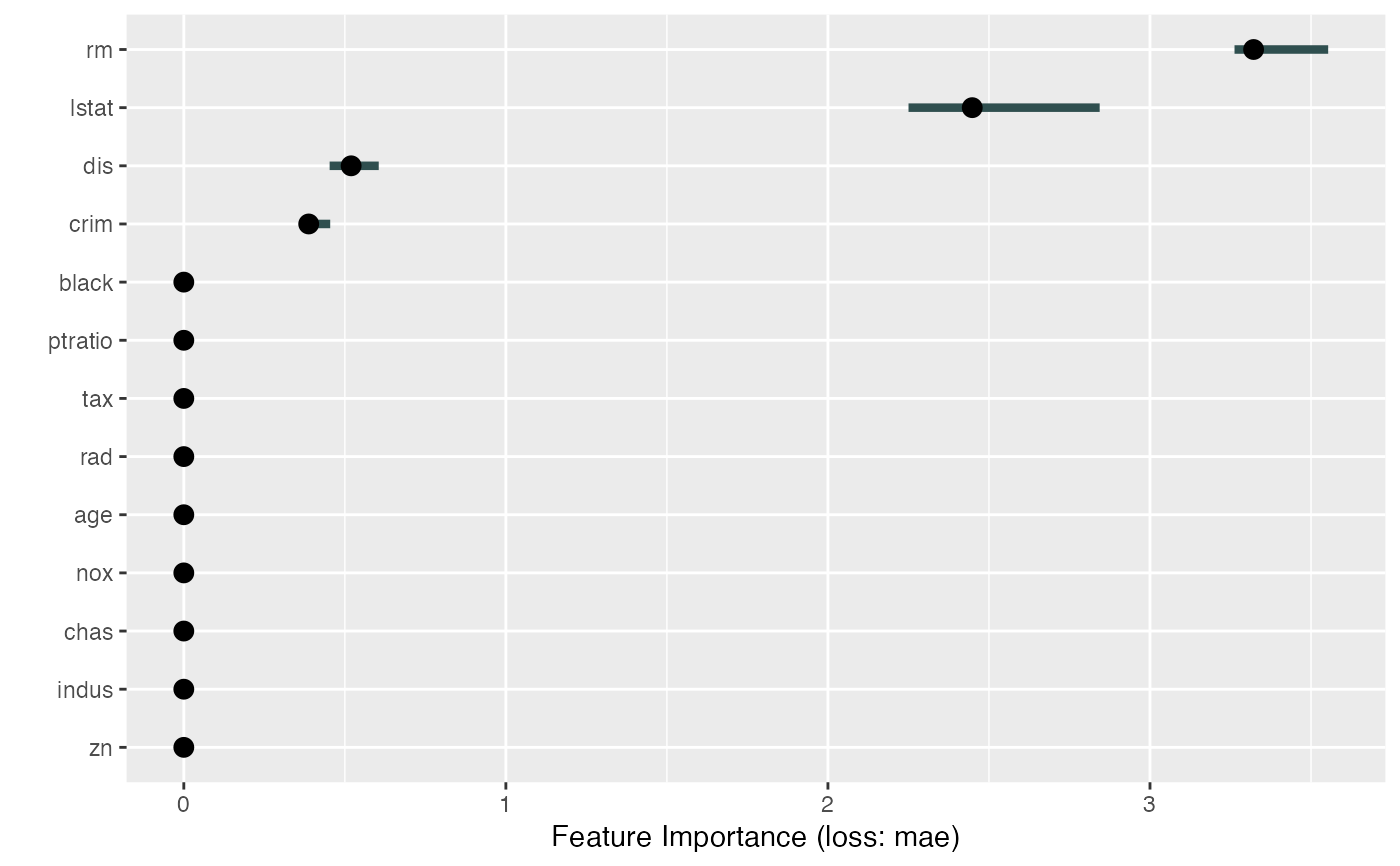 rm
lstat
dis
crim
black
ptratio
tax
rad
age
nox
chas
indus
zn
0 1 2 3
Feature Importance (loss: mae)